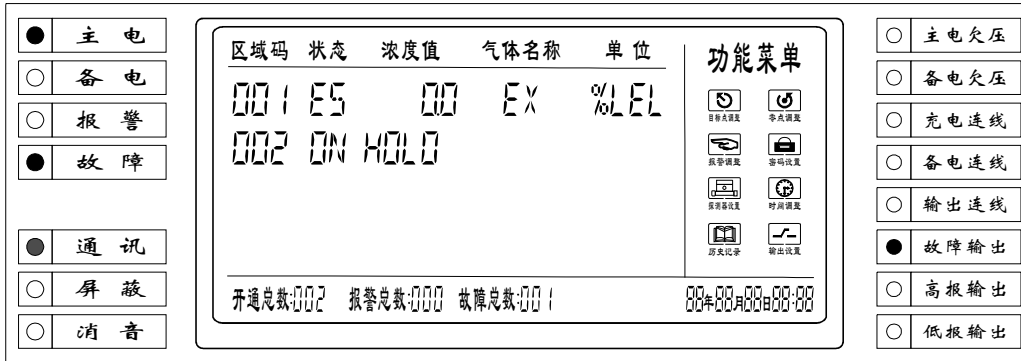 主电
备电
报警
故障
通讯
屏蔽
消音
区域码 状态 浓度值 气体名称 单位
001 ES 00 EX %LEL
002 ON HOLD
开通总数:002 报警总数:000 故障总数:001
88年88月88日88:88
功能菜单
目标点调整 零点调整
报警调整 密码设置
探测器设置 时间调整
历史记录 输出设置
主电欠压
备电欠压
充电连线
备电连线
输出连线
故障输出
高报输出
低报输出